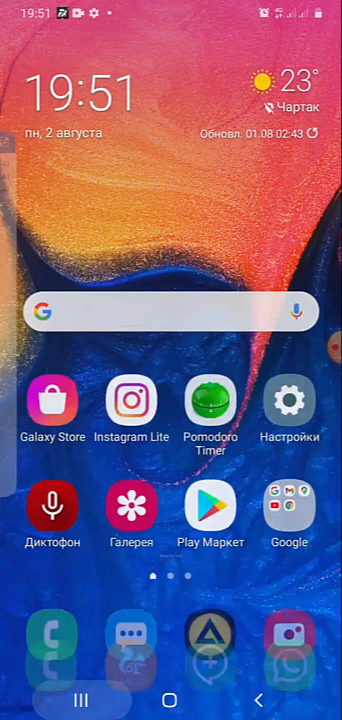 19:51
19:51
23°
Чартак
пн, 2 августа
Обновл. 01.08 02:43
Galaxy Store
Instagram Lite
Pomodoro
Timer
Настройки
Диктофон
Галерея
Play Маркет
Google